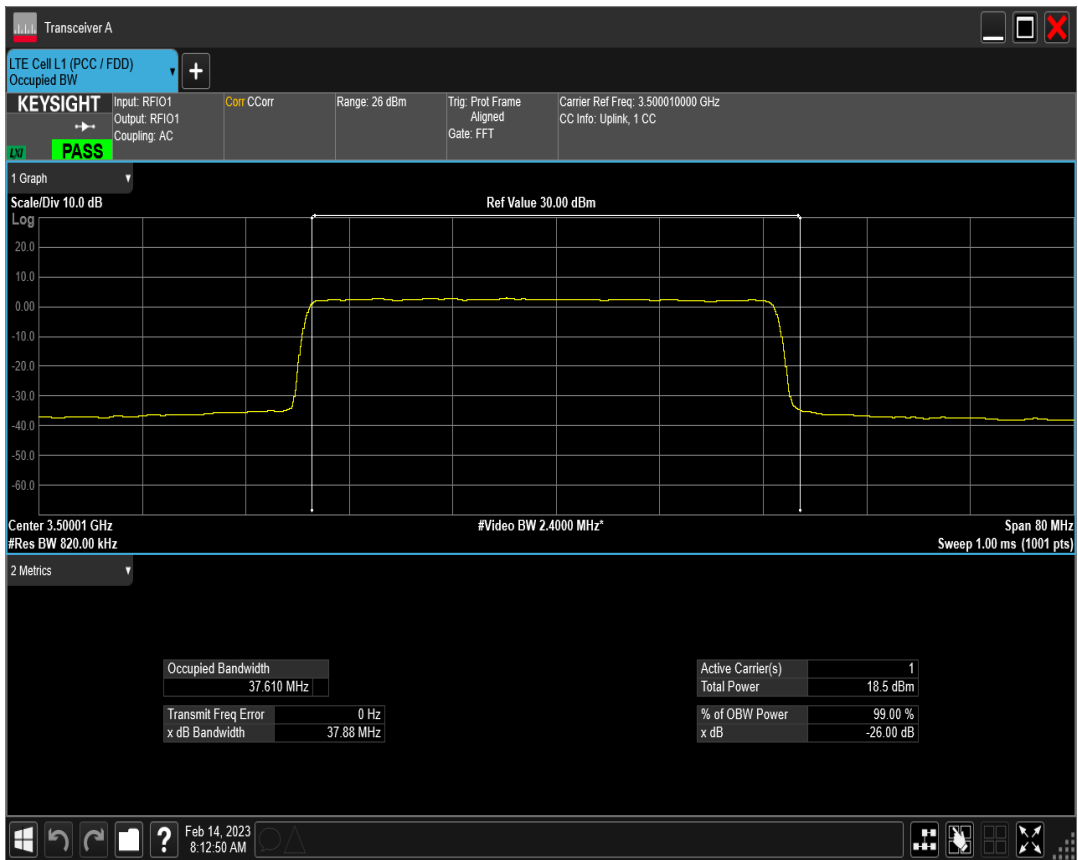 Transceiver A
LTE Cell L1 (PCC / FDD)
Occupied BW
+
KEYSIGHT
LXI
PASS
Input: RFIO1
Output: RFIO1
Coupling: AC
Corr CCorr
Range: 26 dBm
Trig: Prot Frame
Aligned
Gate: FFT
Carrier Ref Freq: 3.500010000 GHz
CC Info: Uplink, 1 CC
1 Graph
Scale/Div 10.0 dB
Ref Value 30.00 dBm
Log
20.0
10.0
0.00
-10.0
-20.0
-30.0
-40.0
-50.0
-60.0
Center 3.50001 GHz
#Video BW 2.4000 MHz*
Span 80 MHz
#Res BW 820.00 kHz
Sweep 1.00 ms (1001 pts)
2 Metrics
Occupied Bandwidth
37.610 MHz
Transmit Freq Error 0 Hz
x dB Bandwidth 37.88 MHz
Active Carrier(s) 1
Total Power 18.5 dBm
% of OBW Power 99.00 %
x dB -26.00 dB
?
Feb 14, 2023
8:12:50 AM